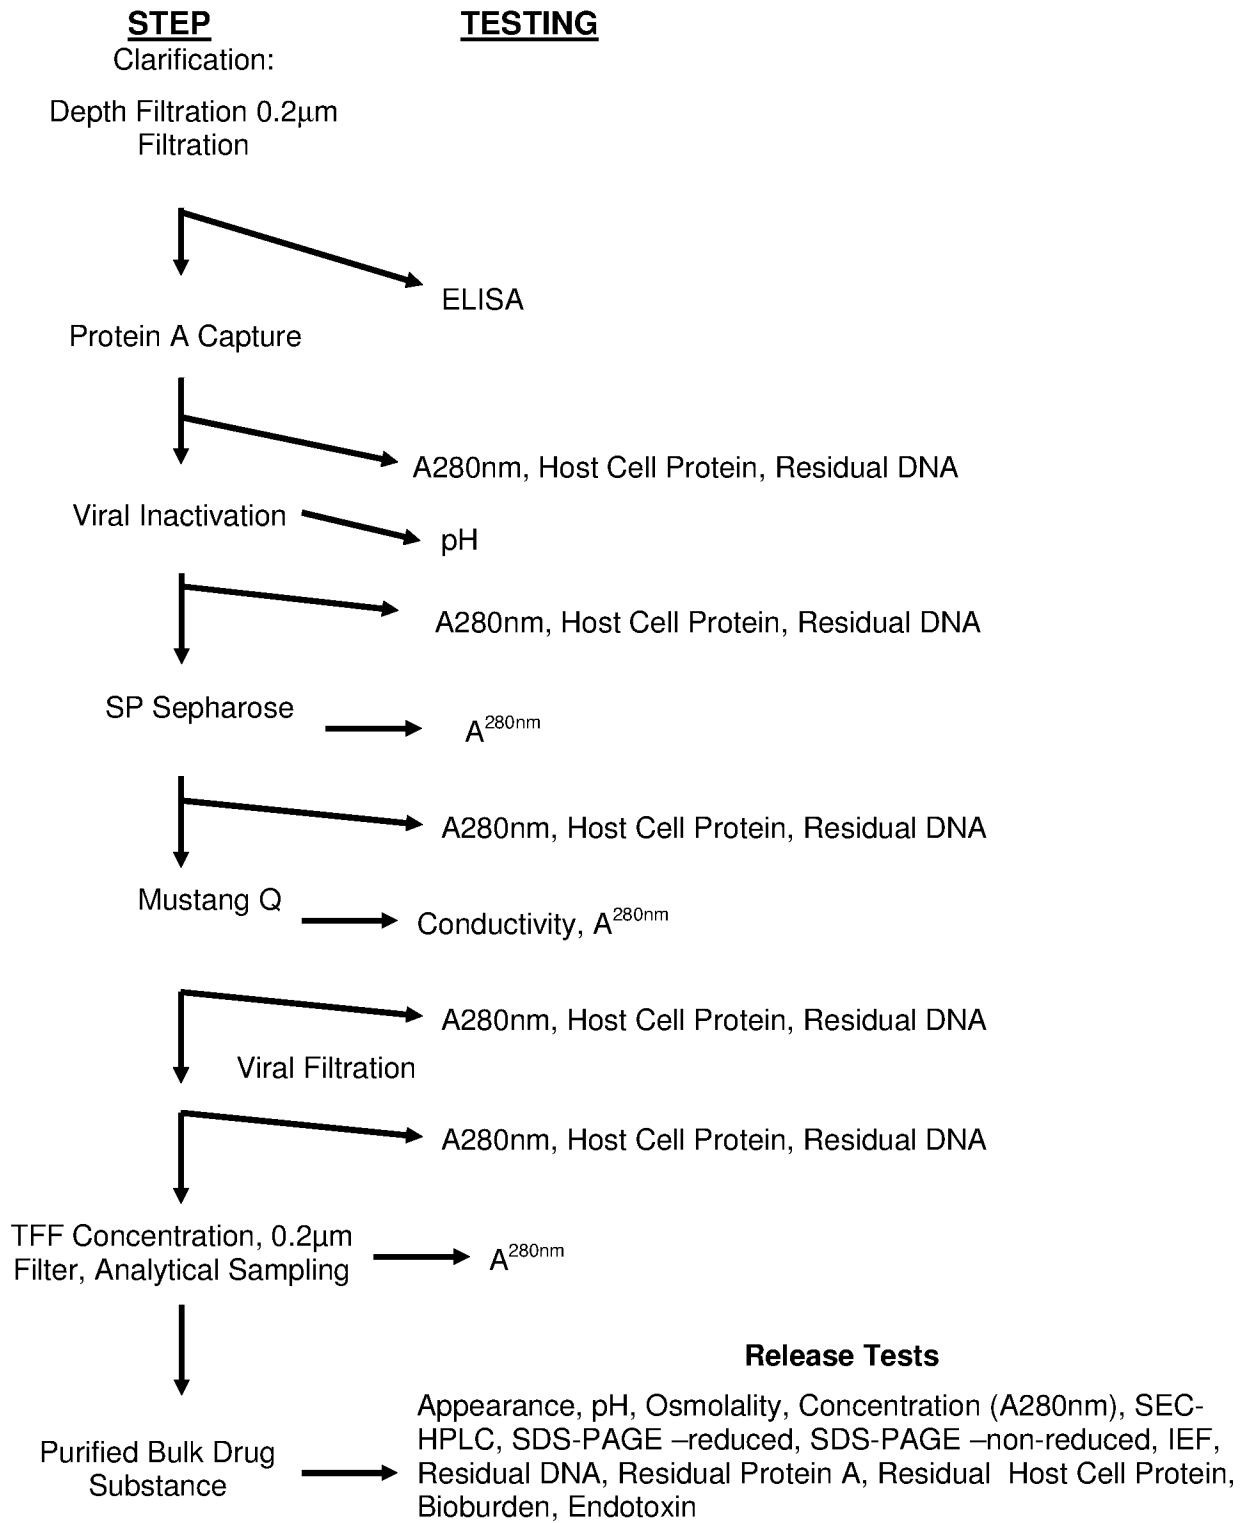 STEP TESTING
Clarification:
Depth Filtration 0.2µm
Filtration
ELISA
Protein A Capture
A280nm, Host Cell Protein, Residual DNA
Viral Inactivation
pH
A280nm, Host Cell Protein, Residual DNA
SP Sepharose
A280nm
A280nm, Host Cell Protein, Residual DNA
Mustang Q
Conductivity, A280nm
A280nm, Host Cell Protein, Residual DNA
Viral Filtration
A280nm, Host Cell Protein, Residual DNA
TFF Concentration, 0.2µm
Filter, Analytical Sampling
A280nm
Release Tests
Appearance, pH, Osmolality, Concentration (A280nm), SEC-
HPLC, SDS-PAGE –reduced, SDS-PAGE –non-reduced, IEF,
Residual DNA, Residual Protein A, Residual Host Cell Protein,
Bioburden, Endotoxin
Purified Bulk Drug
Substance